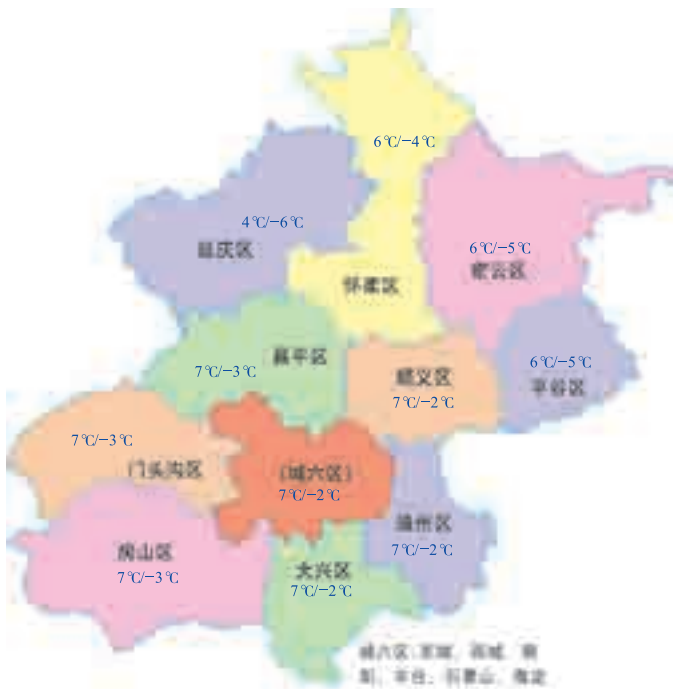 6℃/−4℃
4℃/−6℃
延庆区
6℃/−5℃
密云区
怀柔区
昌平区
7℃/−3℃
6℃/−5℃
平谷区
顺义区
7℃/−2℃
7℃/−3℃
门头沟区
(城六区)
7℃/−2℃
通州区
7℃/−2℃
房山区
7℃/−3℃
大兴区
7℃/−2℃
城六区:东城、西城、朝
阳、丰台、石景山、海淀